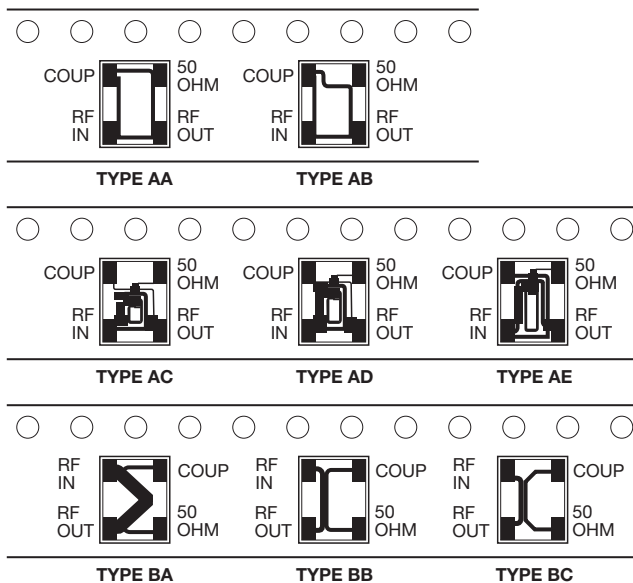 COUP
50
OHM
RF
IN
RF
OUT
COUP
50
OHM
RF
IN
RF
OUT
TYPE AA
TYPE AB
COUP
50
OHM
RF
IN
RF
OUT
COUP
50
OHM
RF
IN
RF
OUT
COUP
50
OHM
RF
IN
RF
OUT
TYPE AC
TYPE AD
TYPE AE
RF
IN
COUP
RF
OUT
50
OHM
RF
IN
COUP
RF
OUT
50
OHM
RF
IN
COUP
RF
OUT
50
OHM
TYPE BA
TYPE BB
TYPE BC